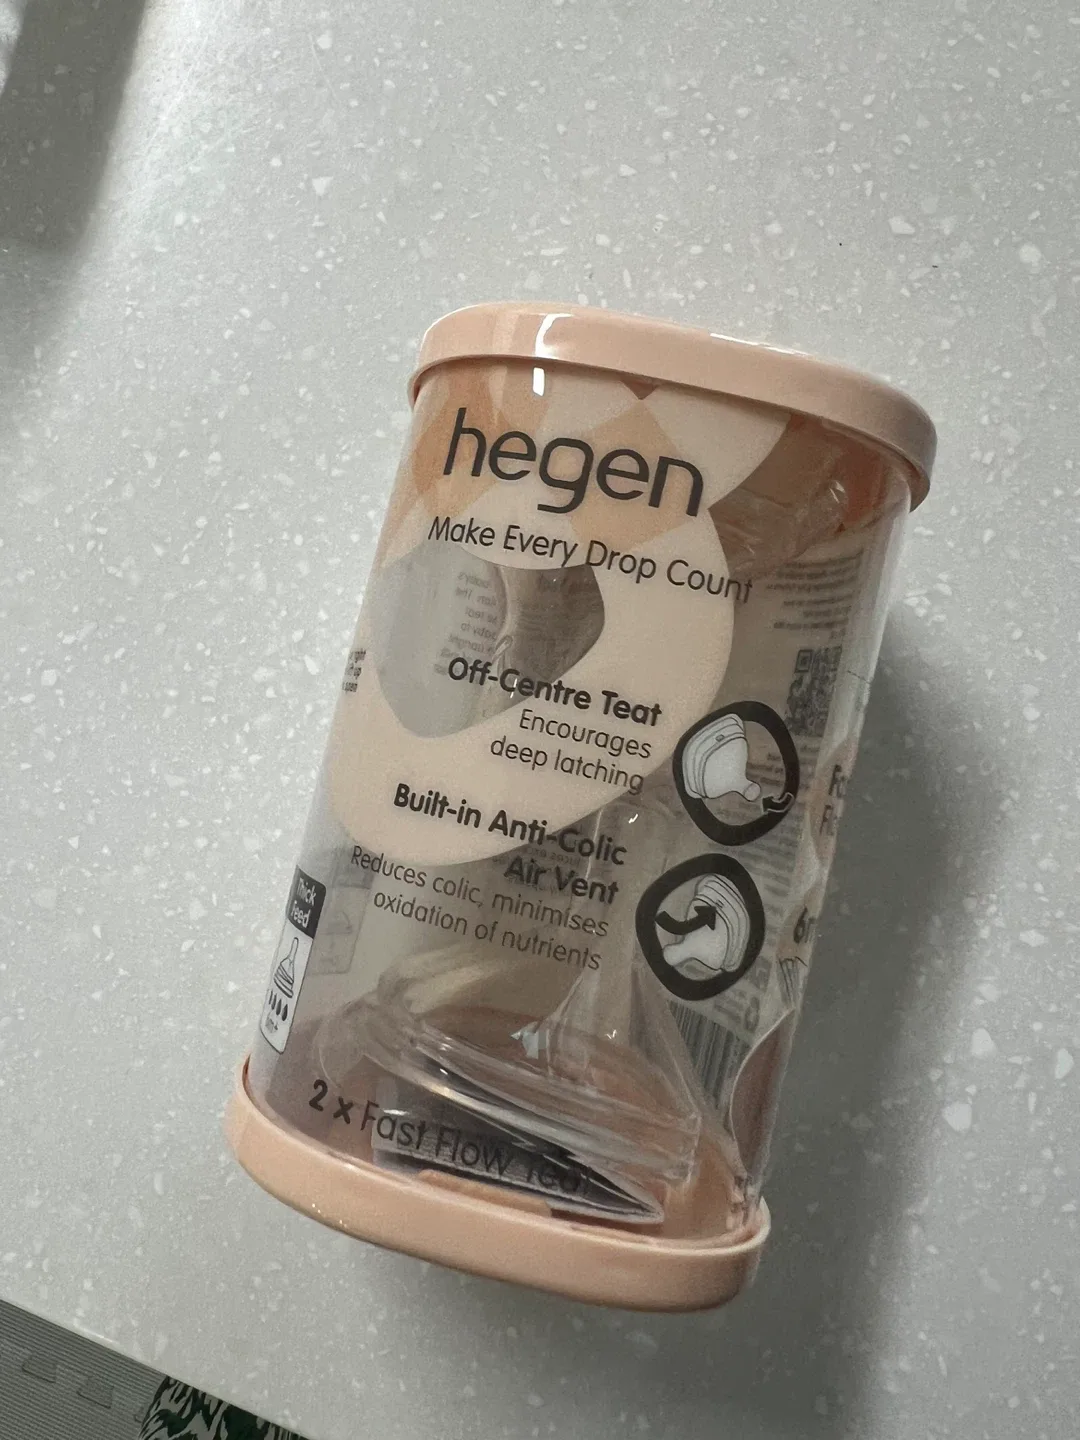 hegen
Make Every Drop Count
Off-Centre Teat
Encourages
deep latching
Built-in Anti-Colic
Air Vent
Reduces colic, minimises
oxidation of nutrients
Thick
Feed
2 x Fast Flow Teat